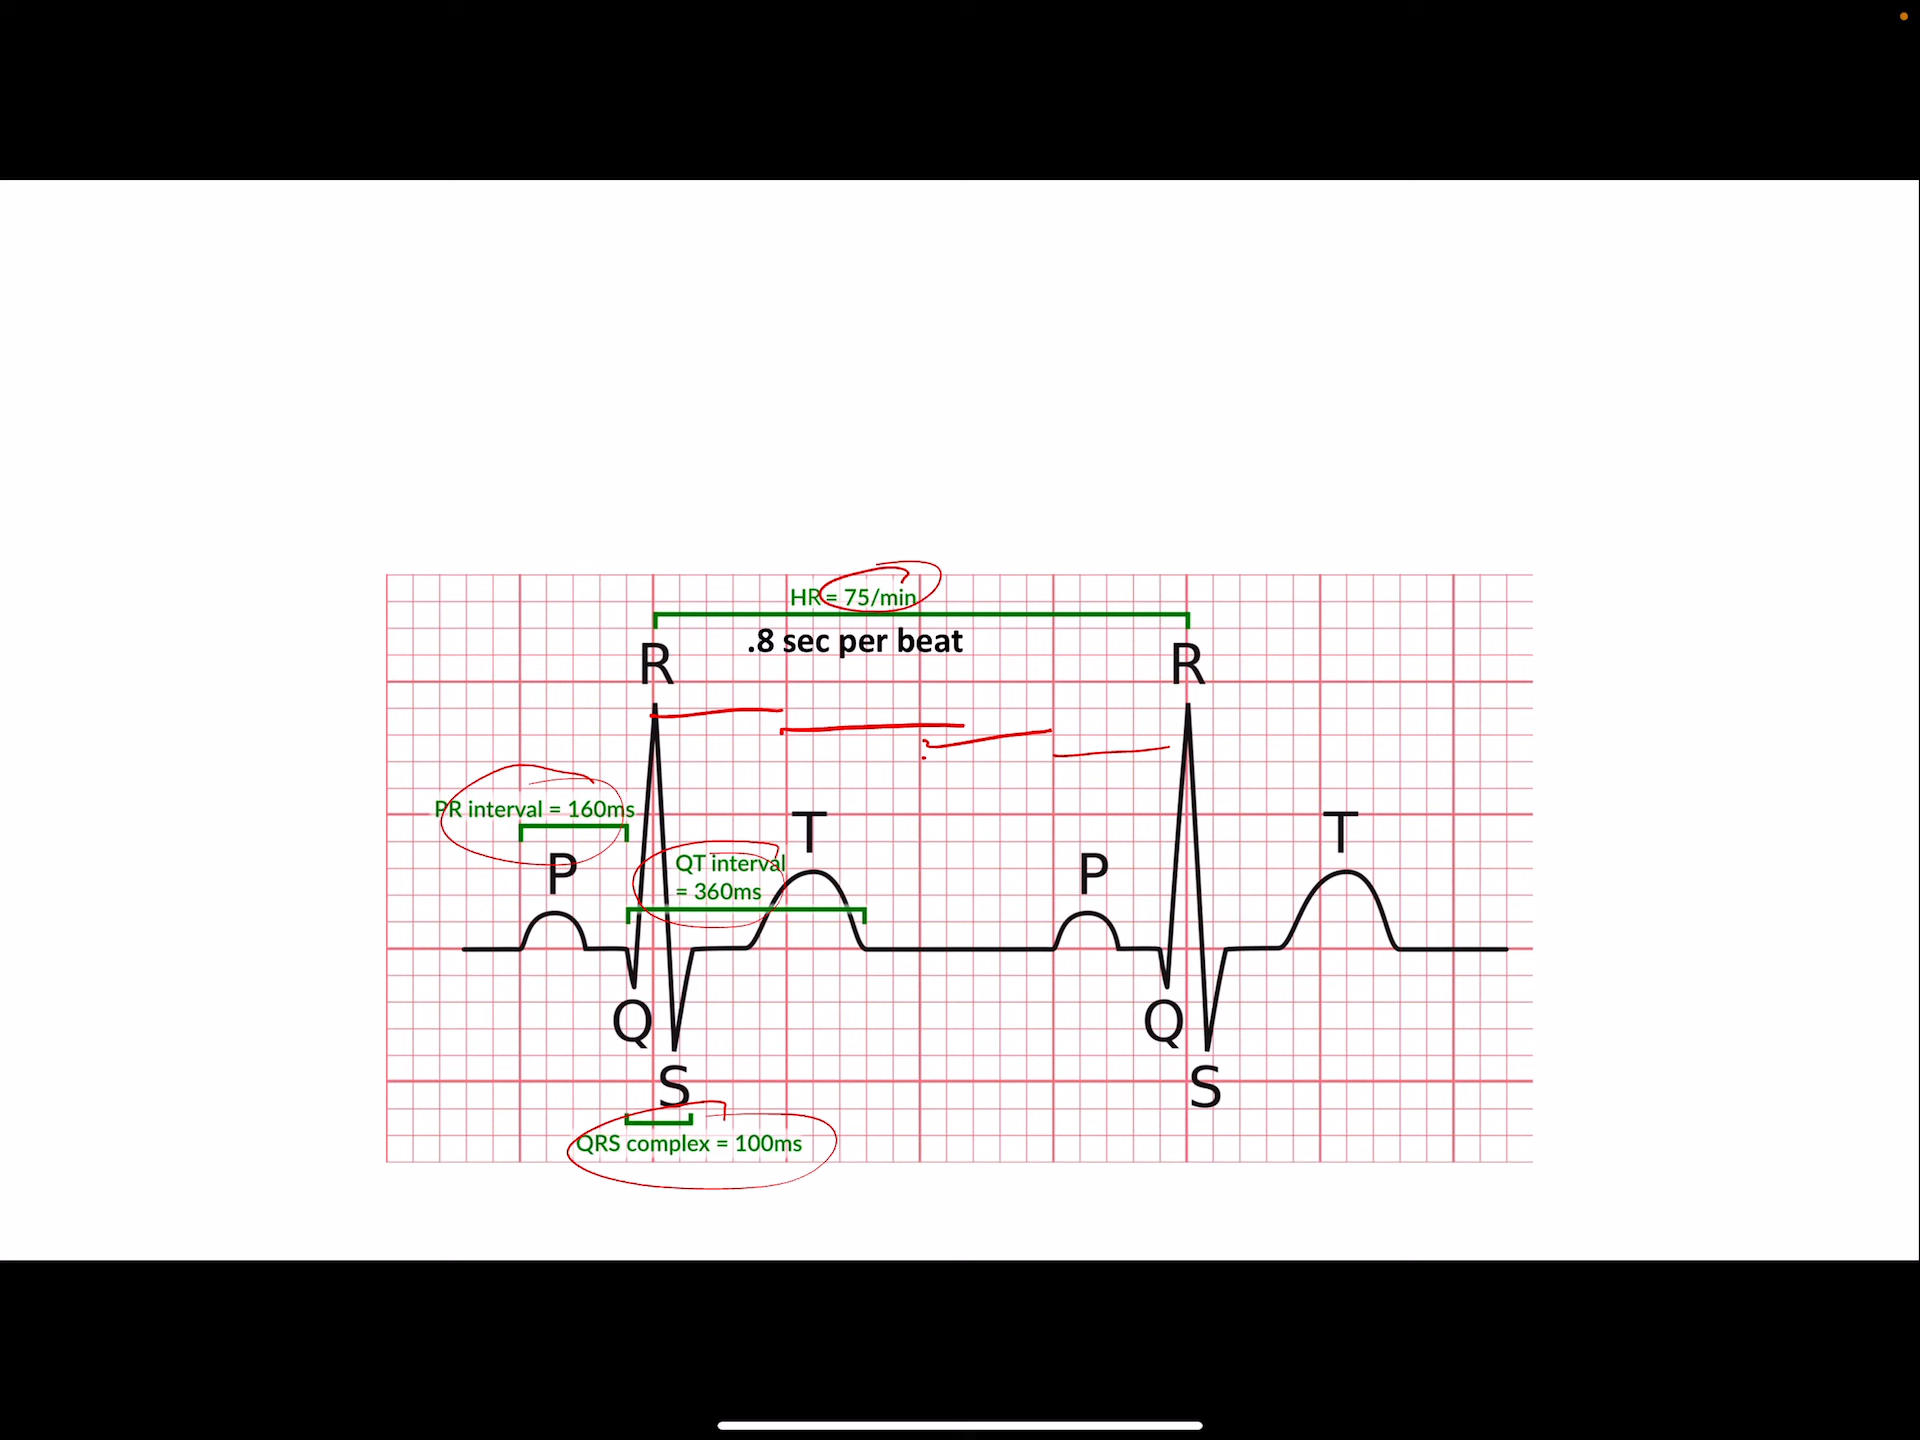 HR = 75/min
.8 sec per beat
R
R
PR interval = 160ms
T
T
P
QT interval
= 360ms
P
Q
Q
S
S
QRS complex = 100ms